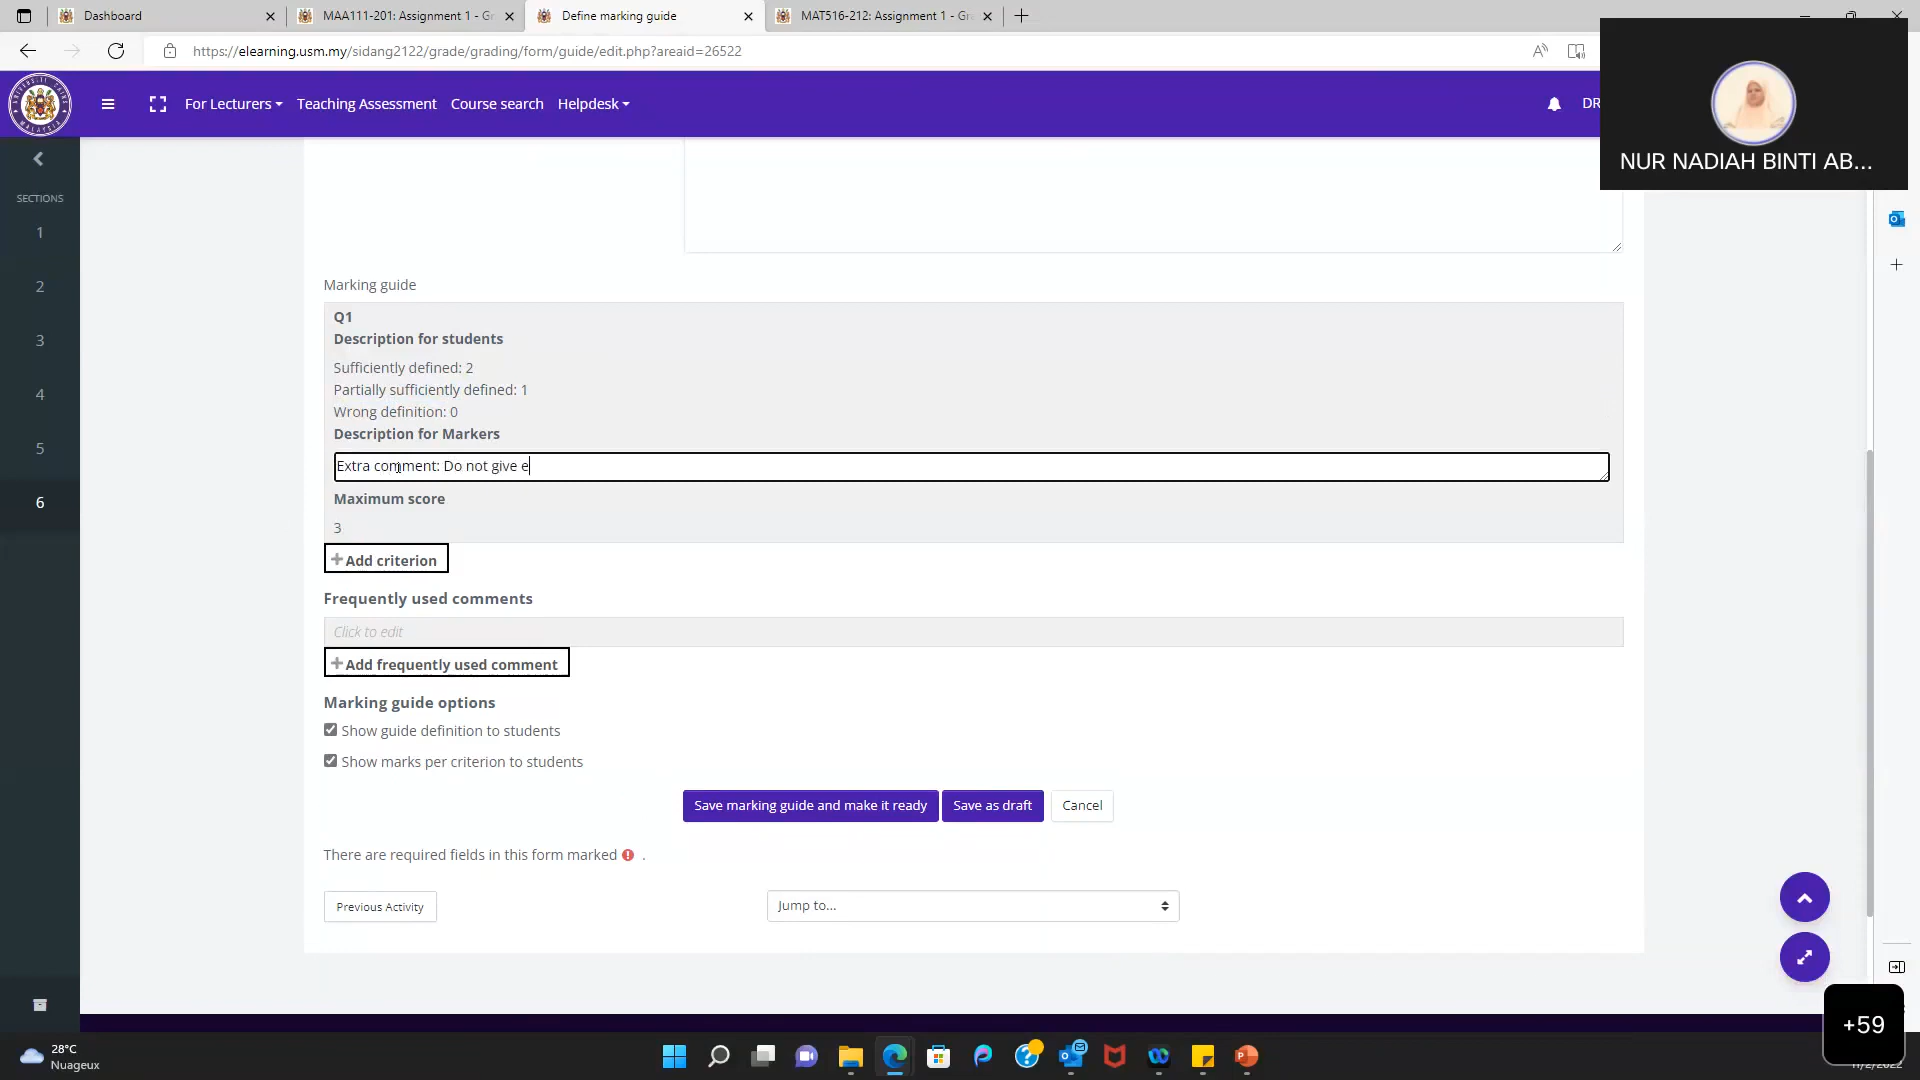 Dashboard
MAA111-201: Assignment 1 - Gr
Define marking guide
MAT516-212: Assignment 1 - Gr
https://elearning.usm.my/sidang2122/grade/grading/form/guide/edit.php?areaid=26522
For Lecturers
Teaching Assessment
Course search
Helpdesk
DR
NUR NADIAH BINTI AB...
SECTIONS
1
2
3
4
5
6
Marking guide
Q1
Description for students
Sufficiently defined: 2
Partially sufficiently defined: 1
Wrong definition: 0
Description for Markers
Extra comment: Do not give e
Maximum score
3
+Add criterion
Frequently used comments
Click to edit
+Add frequently used comment
Marking guide options
Show guide definition to students
Show marks per criterion to students
Save marking guide and make it ready
Save as draft
Cancel
There are required fields in this form marked .
Previous Activity
Jump to...
+59
28°C
Nuageux